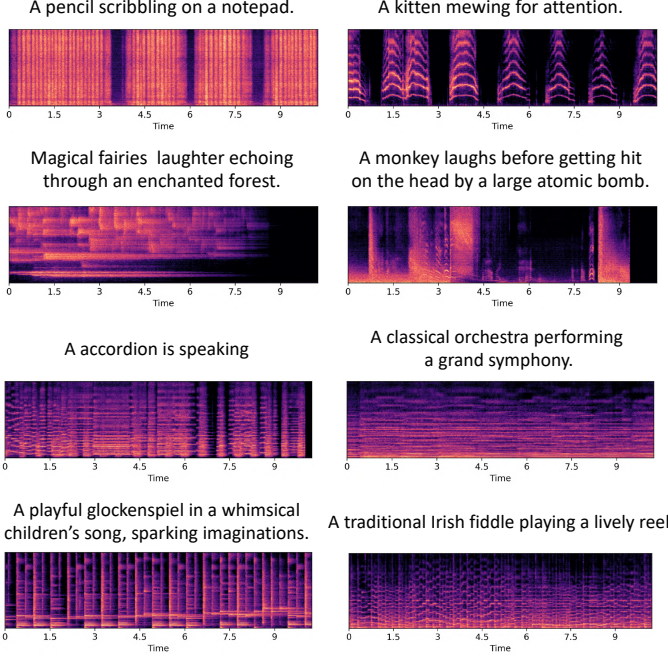 A pencil scribbling on a notepad.
A kitten mewing for attention.
0 1.5 3 4.5 6 7.5 9
Time
0 1.5 3 4.5 6 7.5 9
Time
Magical fairies laughter echoing
through an enchanted forest.
A monkey laughs before getting hit
on the head by a large atomic bomb.
0 1.5 3 4.5 6 7.5 9
Time
0 1.5 3 4.5 6 7.5 9
Time
A accordion is speaking
A classical orchestra performing
a grand symphony.
0 1.5 3 4.5 6 7.5 9
Time
0 1.5 3 4.5 6 7.5 9
Time
A playful glockenspiel in a whimsical
children’s song, sparking imaginations.
A traditional Irish fiddle playing a lively reel
0 1.5 3 4.5 6 7.5 9
Time
0 1.5 3 4.5 6 7.5 9
Time